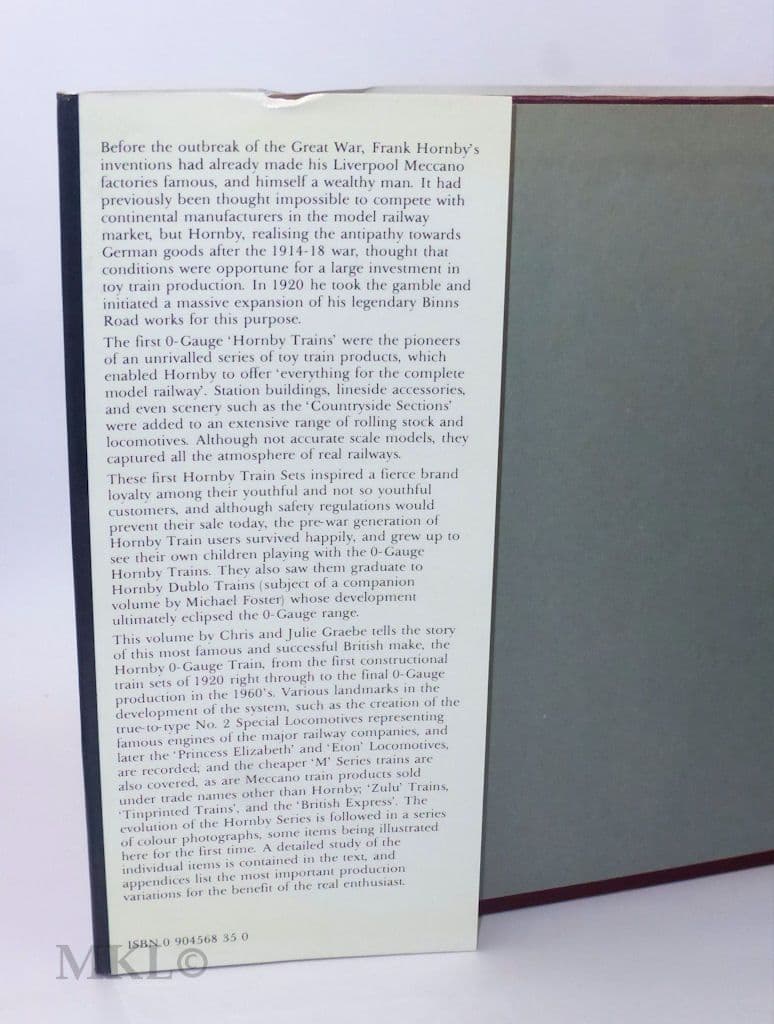 Before the outbreak of the Great War, Frank Hornby's
inventions had already made his Liverpool Meccano
factories famous, and himself a wealthy man. It had
previously been thought impossible to compete with
continental manufacturers in the model railway
market, but Hornby, realising the antipathy towards
German goods after the 1914-18 war, thought that
conditions were opportune for a large investment in
toy train production. In 1920 he took the gamble and
initiated a massive expansion of his legendary Binns
Road works for this purpose.
The first 0-Gauge 'Hornby Trains' were the pioneers
of an unrivalled series of toy train products, which
enabled Hornby to offer 'everything for the complete
model railway'. Station buildings, lineside accessories,
and even scenery such as the 'Countryside Sections'
were added to an extensive range of rolling stock and
locomotives. Although not accurate scale models, they
captured all the atmosphere of real railways.
These first Hornby Train Sets inspired a fierce brand
loyalty among their youthful and not so youthful
customers, and although safety regulations would
prevent their sale today, the pre-war generation of
Hornby Train users survived happily, and grew up to
see their own children playing with the 0-Gauge
Hornby Trains. They also saw them graduate to
Hornby Dublo Trains (subject of a companion
volume by Michael Foster) whose development
ultimately eclipsed the 0-Gauge range.
This volume by Chris and Julie Graebe tells the story
of this most famous and successful British make, the
Hornby 0-Gauge Train, from the first constructional
train sets of 1920 right through to the final 0-Gauge
production in the 1960's. Various landmarks in the
development of the system, such as the creation of the
true-to-type No. 2 Special Locomotives representing
famous engines of the major railway companies, and
later the 'Princess Elizabeth' and 'Eton' Locomotives,
are recorded; and the cheaper 'M' Series trains are
also covered, as are Meccano train products sold
under trade names other than Hornby; 'Zulu' Trains,
'Tinprinted Trains', and the 'British Express'. The
evolution of the Hornby Series is followed in a series
of colour photographs, some items being illustrated
here for the first time. A detailed study of the
individual items is contained in the text, and
appendices list the most important production
variations for the benefit of the real enthusiast.
ISBN 0 904568 35 0
MKL©